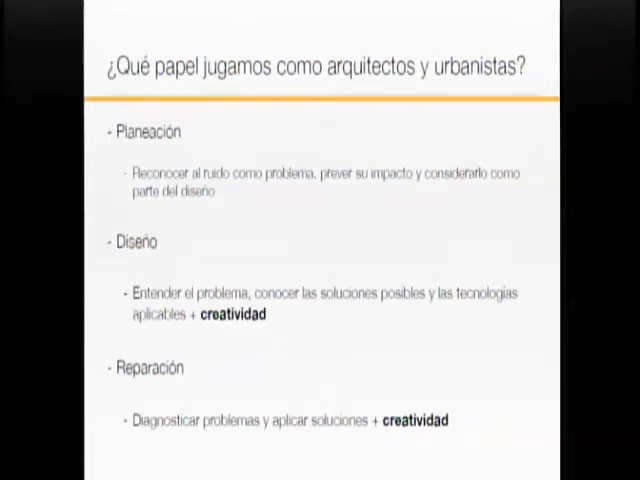 ¿Qué papel jugamos como arquitectos y urbanistas?
- Planeación
- Reconocer al ruido como problema, prever su impacto y considerarlo como
parte del diseño
- Diseño
- Entender el problema, conocer las soluciones posibles y las tecnologías
aplicables + creatividad
- Reparación
- Diagnosticar problemas y aplicar soluciones + creatividad